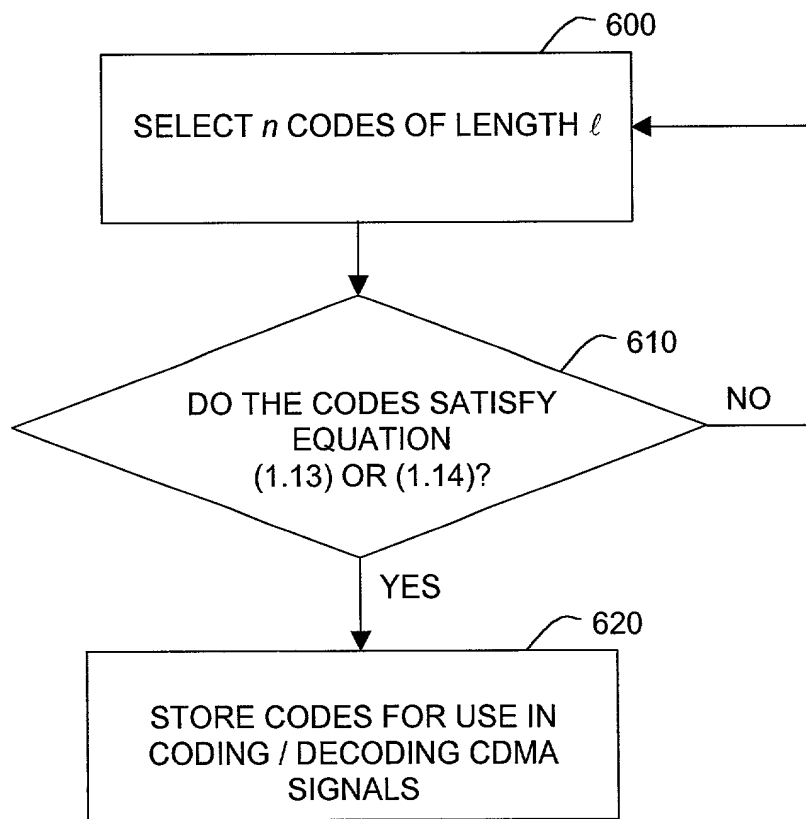 600
SELECT n CODES OF LENGTH ℓ
610
DO THE CODES SATISFY
EQUATION
(1.13) OR (1.14)?
NO
YES
620
STORE CODES FOR USE IN
CODING / DECODING CDMA
SIGNALS